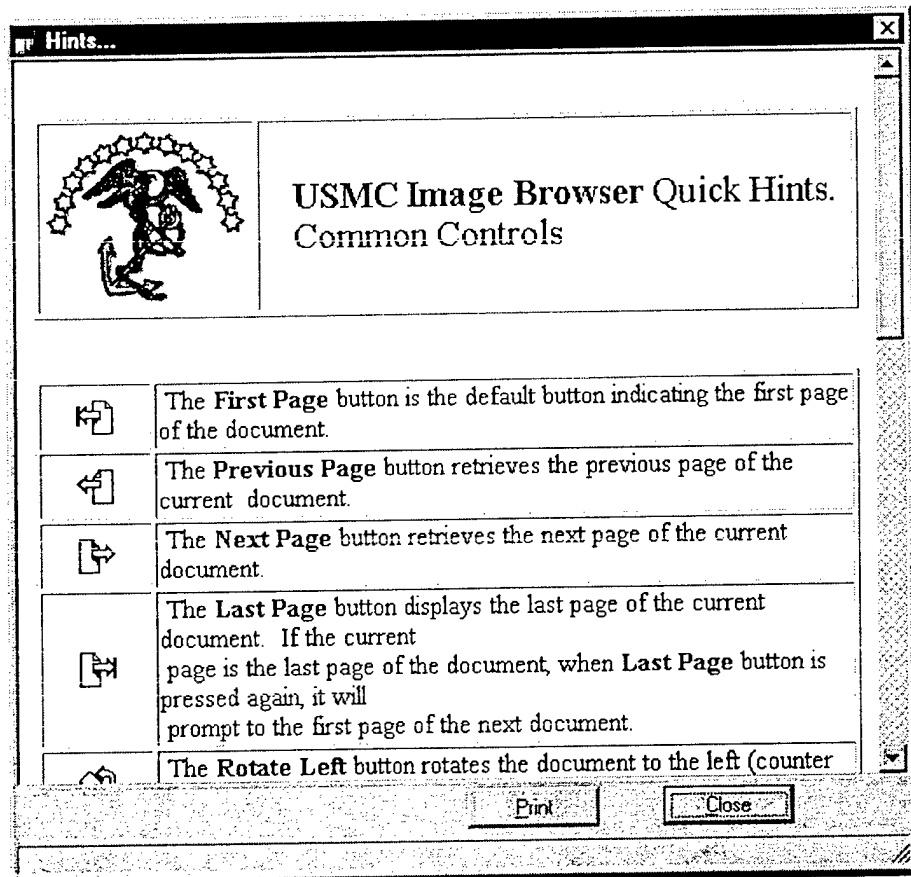 Hints...
USMC Image Browser Quick Hints.
Common Controls
The First Page button is the default button indicating the first page
of the document.
The Previous Page button retrieves the previous page of the
current document.
The Next Page button retrieves the next page of the current
document.
The Last Page button displays the last page of the current
document. If the current
page is the last page of the document, when Last Page button is
pressed again, it will
prompt to the first page of the next document.
The Rotate Left button rotates the document to the left (counter
Print
Close